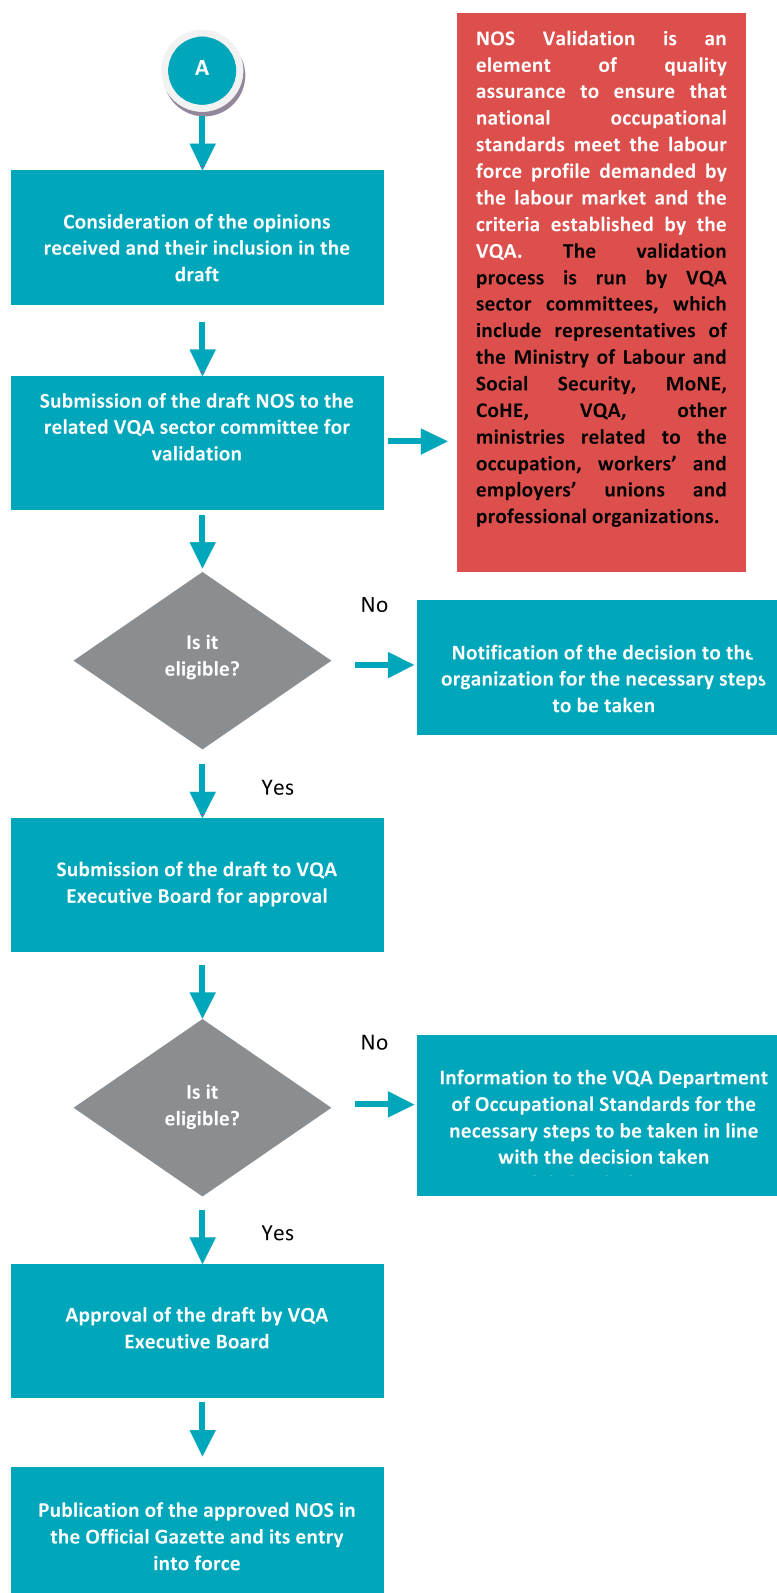 A
Consideration of the opinions
received and their inclusion in the
draft
Submission of the draft NOS to the
related VQA sector committee for
validation
NOS Validation is an
element of quality
assurance to ensure that
national occupational
standards meet the labour
force profile demanded by
the labour market and the
criteria established by the
VQA. The validation
process is run by VQA
sector committees, which
include representatives of
the Ministry of Labour and
Social Security, MoNE,
CoHE, VQA, other
ministries related to the
occupation, workers’ and
employers’ unions and
professional organizations.
Is it
eligible?
No
Notification of the decision to the
organization for the necessary steps
to be taken
Yes
Submission of the draft to VQA
Executive Board for approval
Is it
eligible?
No
Information to the VQA Department
of Occupational Standards for the
necessary steps to be taken in line
with the decision taken
Yes
Approval of the draft by VQA
Executive Board
Publication of the approved NOS in
the Official Gazette and its entry
into force